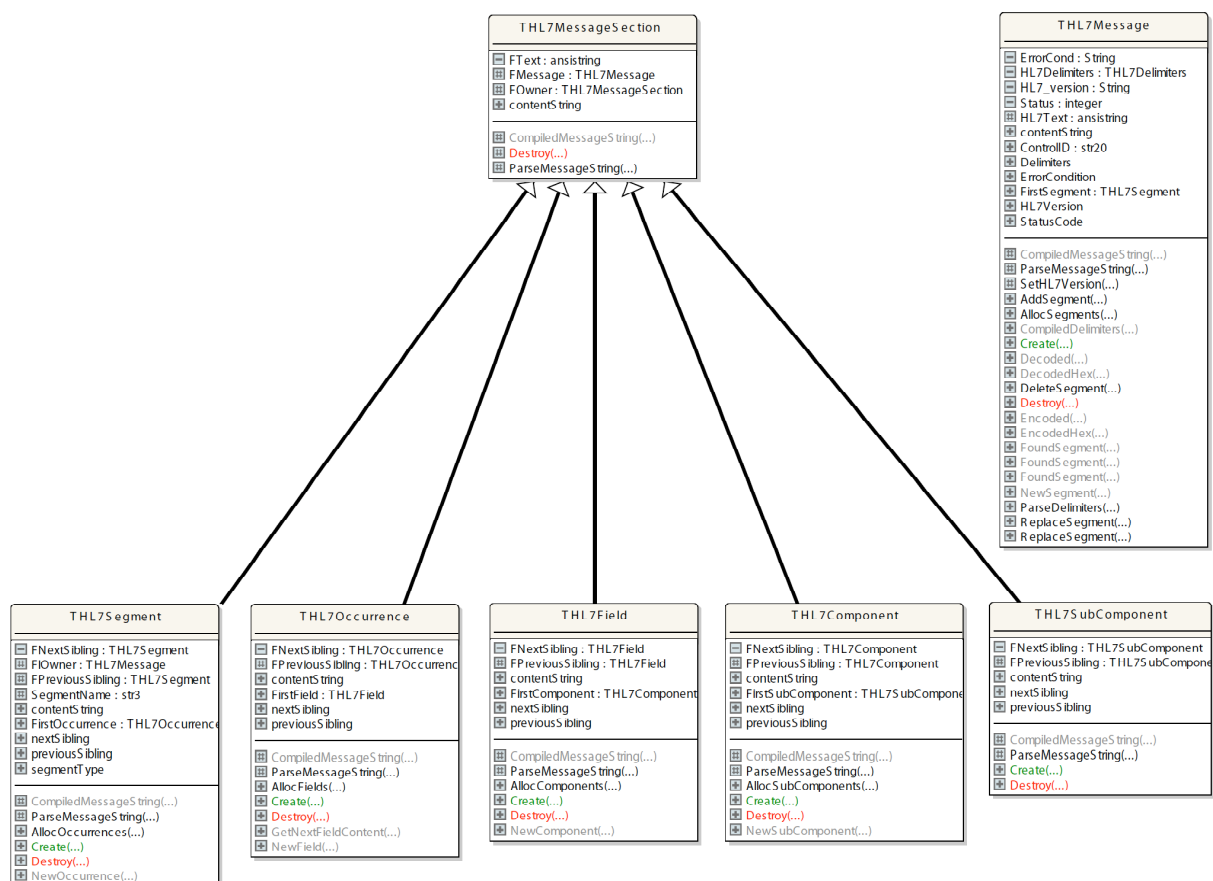 THL7MessageSection
FText : ansistring
FMessage : THL7Message
FOwner : THL7MessageSection
contentString
CompiledMessageString(...)
Destroy(...)
ParseMessageString(...)
THL7Message
ErrorCond : String
HL7Delimiters : THL7Delimiters
HL7_version : String
Status : integer
HL7Text : ansistring
contentString
ControlID : str20
Delimiters
ErrorCondition
FirstSegment : THL7Segment
HL7Version
StatusCode
CompiledMessageString(...)
ParseMessageString(...)
SetHL7Version(...)
AddSegment(...)
AllocSegments(...)
CompiledDelimiters(...)
Create(...)
Decoded(...)
DecodedHex(...)
DeleteSegment(...)
Destroy(...)
Encoded(...)
EncodedHex(...)
FoundSegment(...)
FoundSegment(...)
FoundSegment(...)
NewSegment(...)
ParseDelimiters(...)
ReplaceSegment(...)
ReplaceSegment(...)
THL7Segment
FNextSibling : THL7Segment
FlOwner : THL7Message
FPreviousSibling : THL7Segment
SegmentName : str3
contentString
FirstOccurrence : THL7Occurrence
nextSibling
previousSibling
segmentType
CompiledMessageString(...)
ParseMessageString(...)
AllocOccurrences(...)
Create(...)
Destroy(...)
NewOccurrence(...)
THL7Occurrence
FNextSibling : THL7Occurrence
FPreviousSibling : THL7Occurrenc
contentString
FirstField : THL7Field
nextSibling
previousSibling
CompiledMessageString(...)
ParseMessageString(...)
AllocFields(...)
Create(...)
Destroy(...)
GetNextFieldContent(...)
NewField(...)
THL7Field
FNextSibling : THL7Field
FPreviousSibling : THL7Field
contentString
FirstComponent : THL7Component
nextSibling
previousSibling
CompiledMessageString(...)
ParseMessageString(...)
AllocComponents(...)
Create(...)
Destroy(...)
NewComponent(...)
THL7Component
FNextSibling : THL7Component
FPreviousSibling : THL7Component
contentString
FirstSubComponent : THL7SubCompone
nextSibling
previousSibling
CompiledMessageString(...)
ParseMessageString(...)
AllocSubComponents(...)
Create(...)
Destroy(...)
NewSubComponent(...)
THL7SubComponent
FNextSibling : THL7SubComponent
FPreviousSibling : THL7SubCompone
contentString
nextSibling
previousSibling
CompiledMessageString(...)
ParseMessageString(...)
Create(...)
Destroy(...)